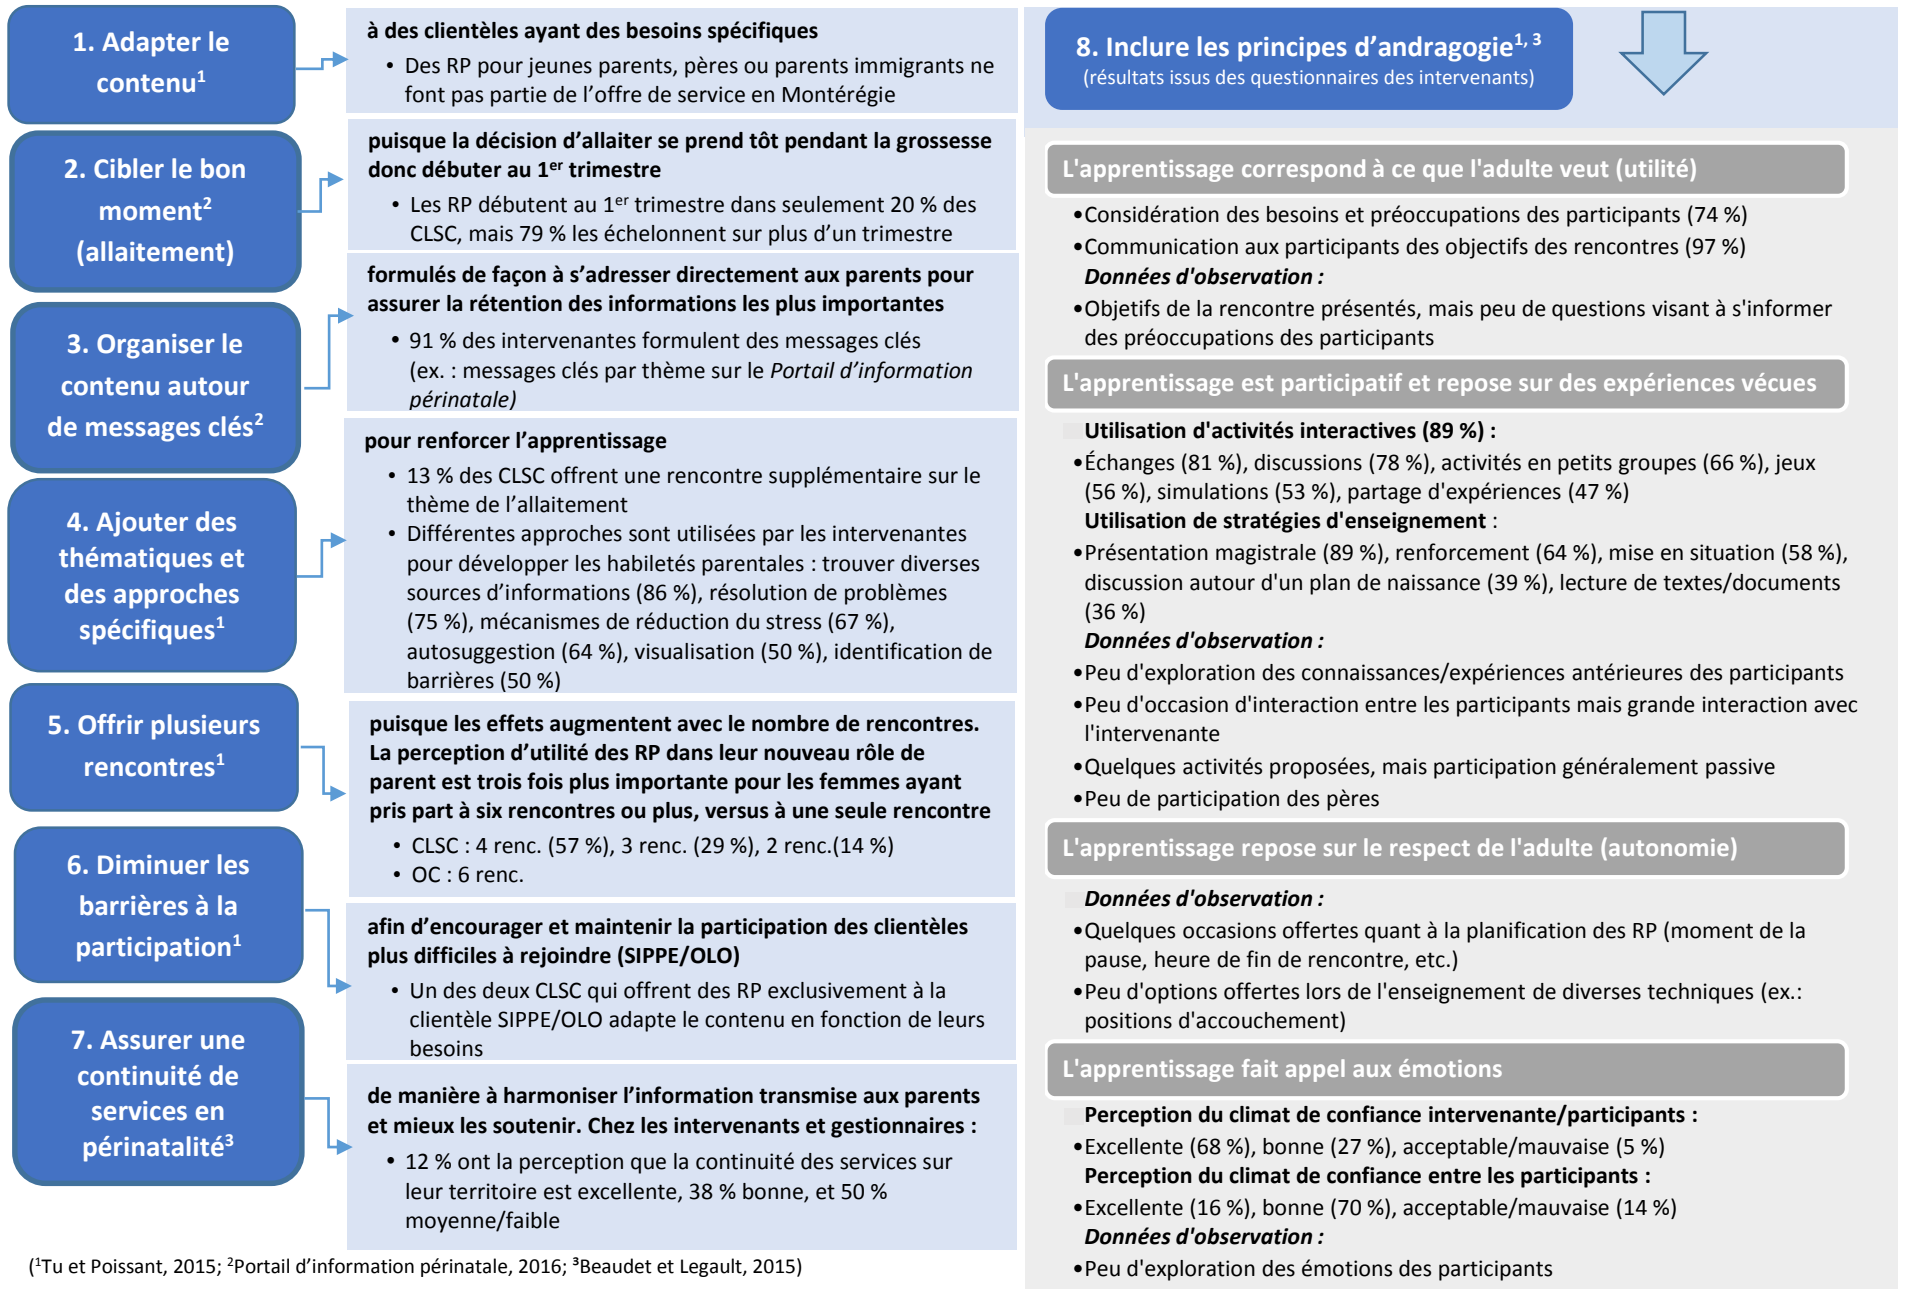 1. Adapter le
contenu¹
à des clientèles ayant des besoins spécifiques
• Des RP pour jeunes parents, pères ou parents immigrants ne
font pas partie de l’offre de service en Montérégie
2. Cibler le bon
moment²
(allaitement)
puisque la décision d’allaiter se prend tôt pendant la grossesse
donc débuter au 1er trimestre
• Les RP débutent au 1er trimestre dans seulement 20 % des
CLSC, mais 79 % les échelonnent sur plus d’un trimestre
3. Organiser le
contenu autour
de messages clés²
formulés de façon à s’adresser directement aux parents pour
assurer la rétention des informations les plus importantes
• 91 % des intervenantes formulent des messages clés
(ex. : messages clés par thème sur le Portail d’information
périnatale)
4. Ajouter des
thématiques et
des approches
spécifiques¹
pour renforcer l’apprentissage
• 13 % des CLSC offrent une rencontre supplémentaire sur le
thème de l’allaitement
• Différentes approches sont utilisées par les intervenantes
pour développer les habiletés parentales : trouver diverses
sources d’informations (86 %), résolution de problèmes
(75 %), mécanismes de réduction du stress (67 %),
autosuggestion (64 %), visualisation (50 %), identification de
barrières (50 %)
5. Offrir plusieurs
rencontres¹
puisque les effets augmentent avec le nombre de rencontres.
La perception d’utilité des RP dans leur nouveau rôle de
parent est trois fois plus importante pour les femmes ayant
pris part à six rencontres ou plus, versus à une seule rencontre
• CLSC : 4 renc. (57 %), 3 renc. (29 %), 2 renc.(14 %)
• OC : 6 renc.
6. Diminuer les
barrières à la
participation¹
afin d’encourager et maintenir la participation des clientèles
plus difficiles à rejoindre (SIPPE/OLO)
• Un des deux CLSC qui offrent des RP exclusivement à la
clientèle SIPPE/OLO adapte le contenu en fonction de leurs
besoins
7. Assurer une
continuité de
services en
périnatalité³
de manière à harmoniser l’information transmise aux parents
et mieux les soutenir. Chez les intervenants et gestionnaires :
• 12 % ont la perception que la continuité des services sur
leur territoire est excellente, 38 % bonne, et 50 %
moyenne/faible
(¹Tu et Poissant, 2015; ²Portail d’information périnatale, 2016; ³Beaudet et Legault, 2015)
8. Inclure les principes d’andragogie¹, ³
(résultats issus des questionnaires des intervenants)
L'apprentissage correspond à ce que l'adulte veut (utilité)
•Considération des besoins et préoccupations des participants (74 %)
•Communication aux participants des objectifs des rencontres (97 %)
Données d'observation :
•Objetifs de la rencontre présentés, mais peu de questions visant à s'informer
des préoccupations des participants
L'apprentissage est participatif et repose sur des expériences vécues
Utilisation d'activités interactives (89 %) :
•Échanges (81 %), discussions (78 %), activités en petits groupes (66 %), jeux
(56 %), simulations (53 %), partage d'expériences (47 %)
Utilisation de stratégies d'enseignement :
•Présentation magistrale (89 %), renforcement (64 %), mise en situation (58 %),
discussion autour d'un plan de naissance (39 %), lecture de textes/documents
(36 %)
Données d'observation :
•Peu d'exploration des connaissances/expériences antérieures des participants
•Peu d'occasion d'interaction entre les participants mais grande interaction avec
l'intervenante
•Quelques activités proposées, mais participation généralement passive
•Peu de participation des pères
L'apprentissage repose sur le respect de l'adulte (autonomie)
Données d'observation :
•Quelques occasions offertes quant à la planification des RP (moment de la
pause, heure de fin de rencontre, etc.)
•Peu d'options offertes lors de l'enseignement de diverses techniques (ex.:
positions d'accouchement)
L'apprentissage fait appel aux émotions
Perception du climat de confiance intervenante/participants :
•Excellente (68 %), bonne (27 %), acceptable/mauvaise (5 %)
Perception du climat de confiance entre les participants :
•Excellente (16 %), bonne (70 %), acceptable/mauvaise (14 %)
Données d'observation :
•Peu d'exploration des émotions des participants